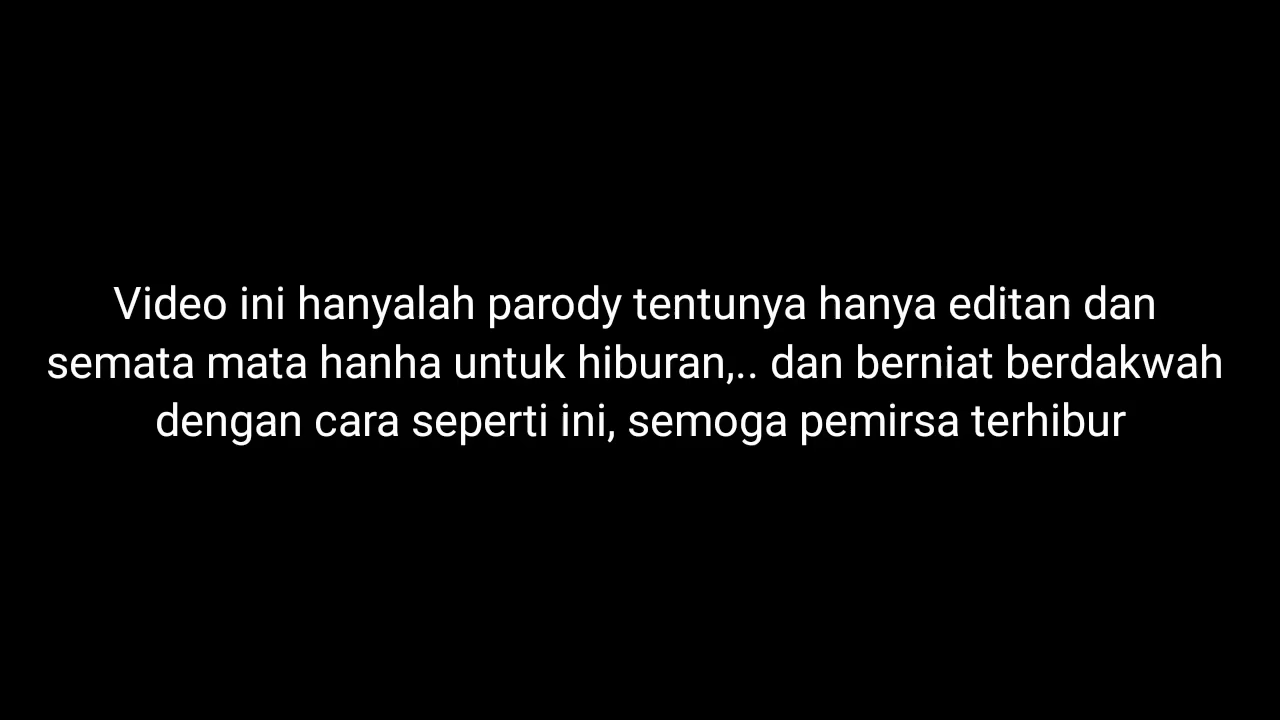 Video ini hanyalah parody tentunya hanya editan dan
semata mata hanha untuk hiburan,.. dan berniat berdakwah
dengan cara seperti ini, semoga pemirsa terhibur